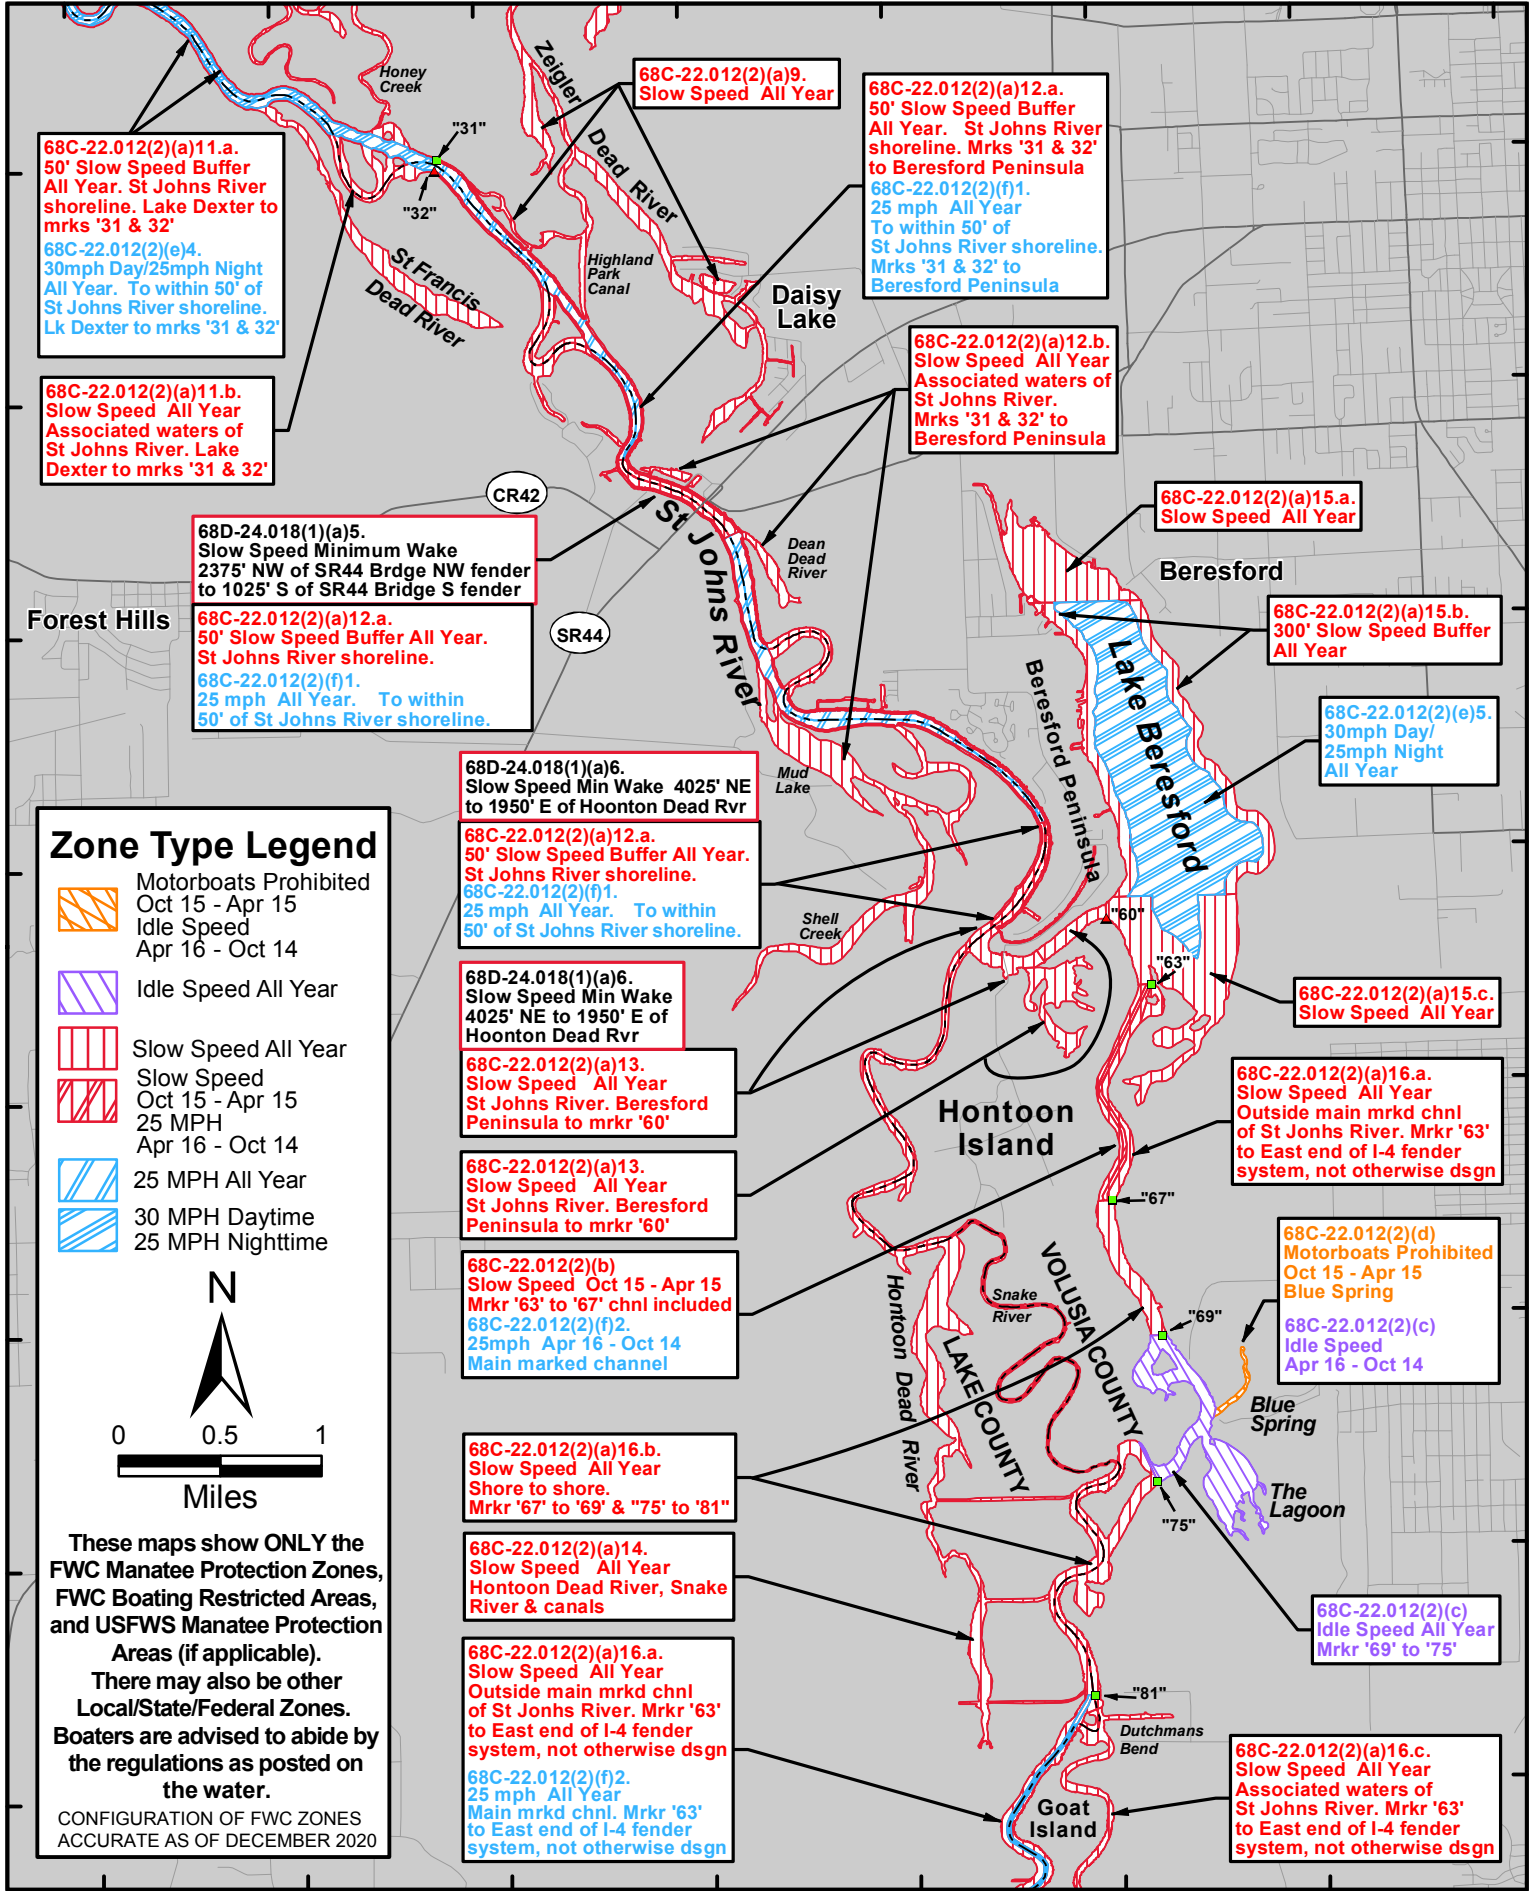 Honey
Creek
Zeigler
Dead River
68C-22.012(2)(a)9.
Slow Speed All Year
68C-22.012(2)(a)12.a.
50' Slow Speed Buffer
All Year. St Johns River
shoreline. Mrks '31 & 32'
to Beresford Peninsula
68C-22.012(2)(f)1.
25 mph All Year
To within 50' of
St Johns River shoreline.
Mrks '31 & 32' to
Beresford Peninsula
68C-22.012(2)(a)11.a.
50' Slow Speed Buffer
All Year. St Johns River
shoreline. Lake Dexter to
mrks '31 & 32'
68C-22.012(2)(e)4.
30mph Day/25mph Night
All Year. To within 50' of
St Johns River shoreline.
Lk Dexter to mrks '31 & 32'
"31"
"32"
St Francis
Dead River
Highland
Park
Canal
Daisy
Lake
68C-22.012(2)(a)11.b.
Slow Speed All Year
Associated waters of
St Johns River. Lake
Dexter to mrks '31 & 32'
68C-22.012(2)(a)12.b.
Slow Speed All Year
Associated waters of
St Johns River.
Mrks '31 & 32' to
Beresford Peninsula
CR42
St Johns River
68C-22.012(2)(a)15.a.
Slow Speed All Year
68D-24.018(1)(a)5.
Slow Speed Minimum Wake
2375' NW of SR44 Brdge NW fender
to 1025' S of SR44 Bridge S fender
Dean
Dead
River
Beresford
Forest Hills
68C-22.012(2)(a)12.a.
50' Slow Speed Buffer All Year.
St Johns River shoreline.
68C-22.012(2)(f)1.
25 mph All Year. To within
50' of St Johns River shoreline.
SR44
68C-22.012(2)(a)15.b.
300' Slow Speed Buffer
All Year
Lake Beresford
Beresford Peninsula
68C-22.012(2)(e)5.
30mph Day/
25mph Night
All Year
68D-24.018(1)(a)6.
Slow Speed Min Wake 4025' NE
to 1950' E of Hoonton Dead Rvr
Mud
Lake
68C-22.012(2)(a)12.a.
50' Slow Speed Buffer All Year.
St Johns River shoreline.
68C-22.012(2)(f)1.
25 mph All Year. To within
50' of St Johns River shoreline.
Shell
Creek
"60"
"63"
68D-24.018(1)(a)6.
Slow Speed Min Wake
4025' NE to 1950' E of
Hoonton Dead Rvr
68C-22.012(2)(a)13.
Slow Speed All Year
St Johns River. Beresford
Peninsula to mrkr '60'
68C-22.012(2)(a)15.c.
Slow Speed All Year
Hontoon
Island
68C-22.012(2)(a)16.a.
Slow Speed All Year
Outside main mrkd chnl
of St Jonhs River. Mrkr '63'
to East end of I-4 fender
system, not otherwise dsgn
68C-22.012(2)(a)13.
Slow Speed All Year
St Johns River. Beresford
Peninsula to mrkr '60'
"67"
68C-22.012(2)(b)
Slow Speed Oct 15 - Apr 15
Mrkr '63' to '67' chnl included
68C-22.012(2)(f)2.
25mph Apr 16 - Oct 14
Main marked channel
Hontoon Dead River
Snake
River
VOLUSIA COUNTY
LAKE COUNTY
"69"
68C-22.012(2)(d)
Motorboats Prohibited
Oct 15 - Apr 15
Blue Spring
68C-22.012(2)(c)
Idle Speed
Apr 16 - Oct 14
Blue
Spring
The
Lagoon
"75"
68C-22.012(2)(a)16.b.
Slow Speed All Year
Shore to shore.
Mrkr '67' to '69' & "75' to '81"
68C-22.012(2)(a)14.
Slow Speed All Year
Hontoon Dead River, Snake
River & canals
68C-22.012(2)(c)
Idle Speed All Year
Mrkr '69' to '75'
68C-22.012(2)(a)16.a.
Slow Speed All Year
Outside main mrkd chnl
of St Jonhs River. Mrkr '63'
to East end of I-4 fender
system, not otherwise dsgn
68C-22.012(2)(f)2.
25 mph All Year
Main mrkd chnl. Mrkr '63'
to East end of I-4 fender
system, not otherwise dsgn
"81"
Dutchmans
Bend
Goat
Island
68C-22.012(2)(a)16.c.
Slow Speed All Year
Associated waters of
St Johns River. Mrkr '63'
to East end of I-4 fender
system, not otherwise dsgn
Zone Type Legend
Motorboats Prohibited
Oct 15 - Apr 15
Idle Speed
Apr 16 - Oct 14
Idle Speed All Year
Slow Speed All Year
Slow Speed
Oct 15 - Apr 15
25 MPH
Apr 16 - Oct 14
25 MPH All Year
30 MPH Daytime
25 MPH Nighttime
N
0 0.5 1
Miles
These maps show ONLY the
FWC Manatee Protection Zones,
FWC Boating Restricted Areas,
and USFWS Manatee Protection
Areas (if applicable).
There may also be other
Local/State/Federal Zones.
Boaters are advised to abide by
the regulations as posted on
the water.
CONFIGURATION OF FWC ZONES
ACCURATE AS OF DECEMBER 2020